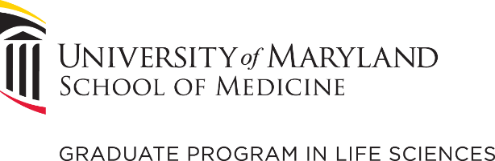 UNIVERSITY of MARYLAND
SCHOOL OF MEDICINE
GRADUATE PROGRAM IN LIFE SCIENCES